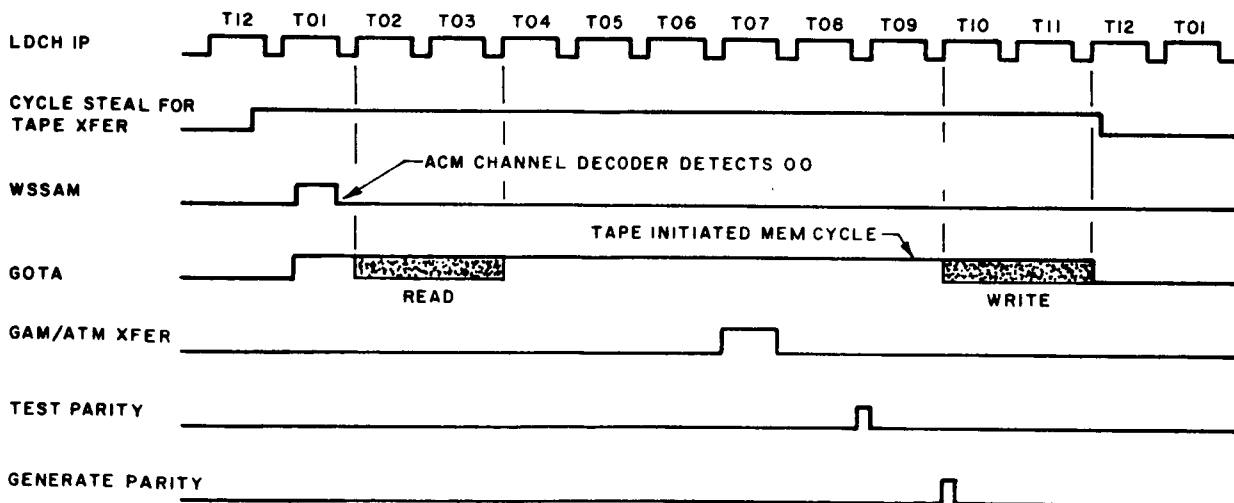 T12 T01 T02 T03 T04 T05 T06 T07 T08 T09 T10 T11 T12 T01
LDCH IP
CYCLE STEAL FOR
TAPE XFER
ACM CHANNEL DECODER DETECTS 00
WSSAM
TAPE INITIATED MEM CYCLE
GOTA
READ
WRITE
GAM/ATM XFER
TEST PARITY
GENERATE PARITY